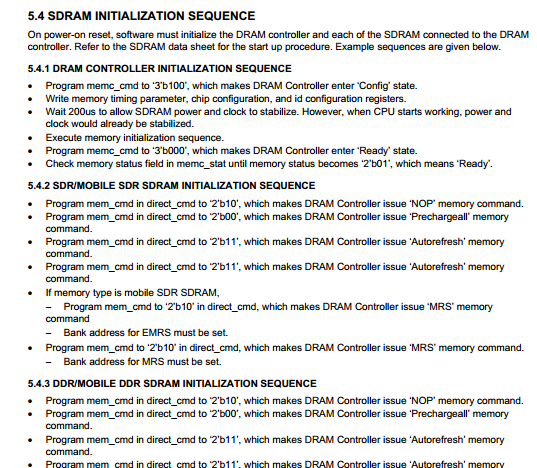 5.4 SDRAM INITIALIZATION SEQUENCE
On power-on reset, software must initialize the DRAM controller and each of the SDRAM connected to the DRAM
controller. Refer to the SDRAM data sheet for the start up procedure. Example sequences are given below.
5.4.1 DRAM CONTROLLER INITIALIZATION SEQUENCE
• Program memc_cmd to ‘3’b100’, which makes DRAM Controller enter ‘Config’ state.
• Write memory timing parameter, chip configuration, and id configuration registers.
• Wait 200us to allow SDRAM power and clock to stabilize. However, when CPU starts working, power and
clock would already be stabilized.
• Execute memory initialization sequence.
• Program memc_cmd to ‘3’b000’, which makes DRAM Controller enter ‘Ready’ state.
• Check memory status field in memc_stat until memory status becomes ‘2’b01’, which means ‘Ready’.
5.4.2 SDR/MOBILE SDR SDRAM INITIALIZATION SEQUENCE
• Program mem_cmd in direct_cmd to ‘2’b10’, which makes DRAM Controller issue ‘NOP’ memory command.
• Program mem_cmd in direct_cmd to ‘2’b00’, which makes DRAM Controller issue ‘Prechargeall’ memory
command.
• Program mem_cmd in direct_cmd to ‘2’b11’, which makes DRAM Controller issue ‘Autorefresh’ memory
command.
• Program mem_cmd in direct_cmd to ‘2’b11’, which makes DRAM Controller issue ‘Autorefresh’ memory
command.
• If memory type is mobile SDR SDRAM,
– Program mem_cmd to ‘2’b10’ in direct_cmd, which makes DRAM Controller issue ‘MRS’ memory
command
– Bank address for EMRS must be set.
• Program mem_cmd to ‘2’b10’ in direct_cmd, which makes DRAM Controller issue ‘MRS’ memory command.
– Bank address for MRS must be set.
5.4.3 DDR/MOBILE DDR SDRAM INITIALIZATION SEQUENCE
• Program mem_cmd in direct_cmd to ‘2’b10’, which makes DRAM Controller issue ‘NOP’ memory command.
• Program mem_cmd in direct_cmd to ‘2’b00’, which makes DRAM Controller issue ‘Prechargeall’ memory
command.
• Program mem_cmd in direct_cmd to ‘2’b11’, which makes DRAM Controller issue ‘Autorefresh’ memory
command.
• Program mem_cmd in direct_cmd to ‘2’b11’, which makes DRAM Controller issue ‘Autorefresh’ memory